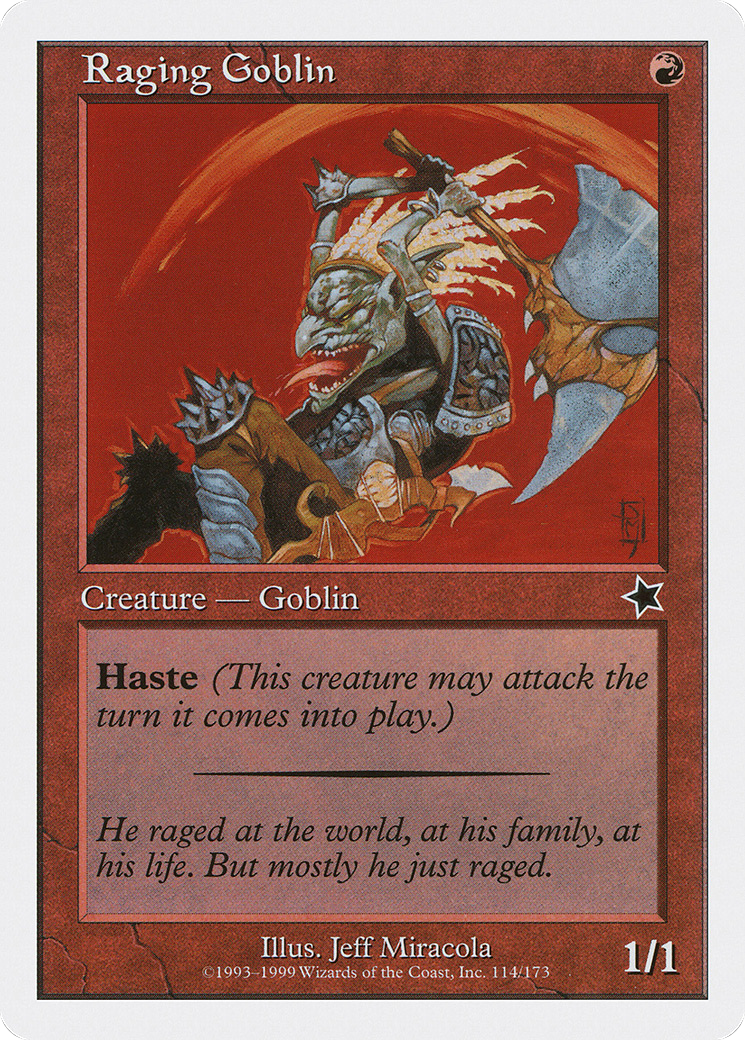 Raging Goblin
Creature — Goblin
Haste (This creature may attack the
turn it comes into play.)
He raged at the world, at his family, at
his life. But mostly he just raged.
Illus. Jeff Miracola
©1993–1999 Wizards of the Coast, Inc. 114/173
1/1